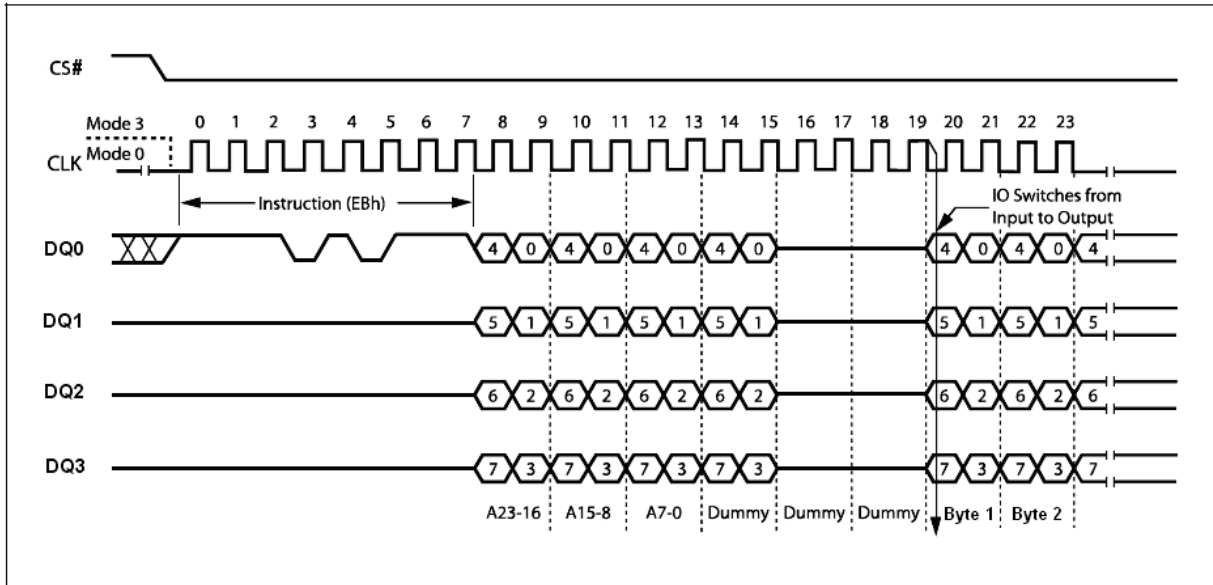 CS#
Mode 3
0 1 2 3 4 5 6 7 8 9 10 11 12 13 14 15 16 17 18 19 20 21 22 23
CLK Mode 0
Instruction (EBh)
IO Switches from
Input to Output
DQ0 4 0 4 0 4 0 4 0 4 0 4 0 4
DQ1 5 1 5 1 5 1 5 1 5 1 5 1 5
DQ2 6 2 6 2 6 2 6 2 6 2 6 2 6
DQ3 7 3 7 3 7 3 7 3 7 3 7 3 7
A23-16 A15-8 A7-0 Dummy Dummy Dummy Byte 1 Byte 2